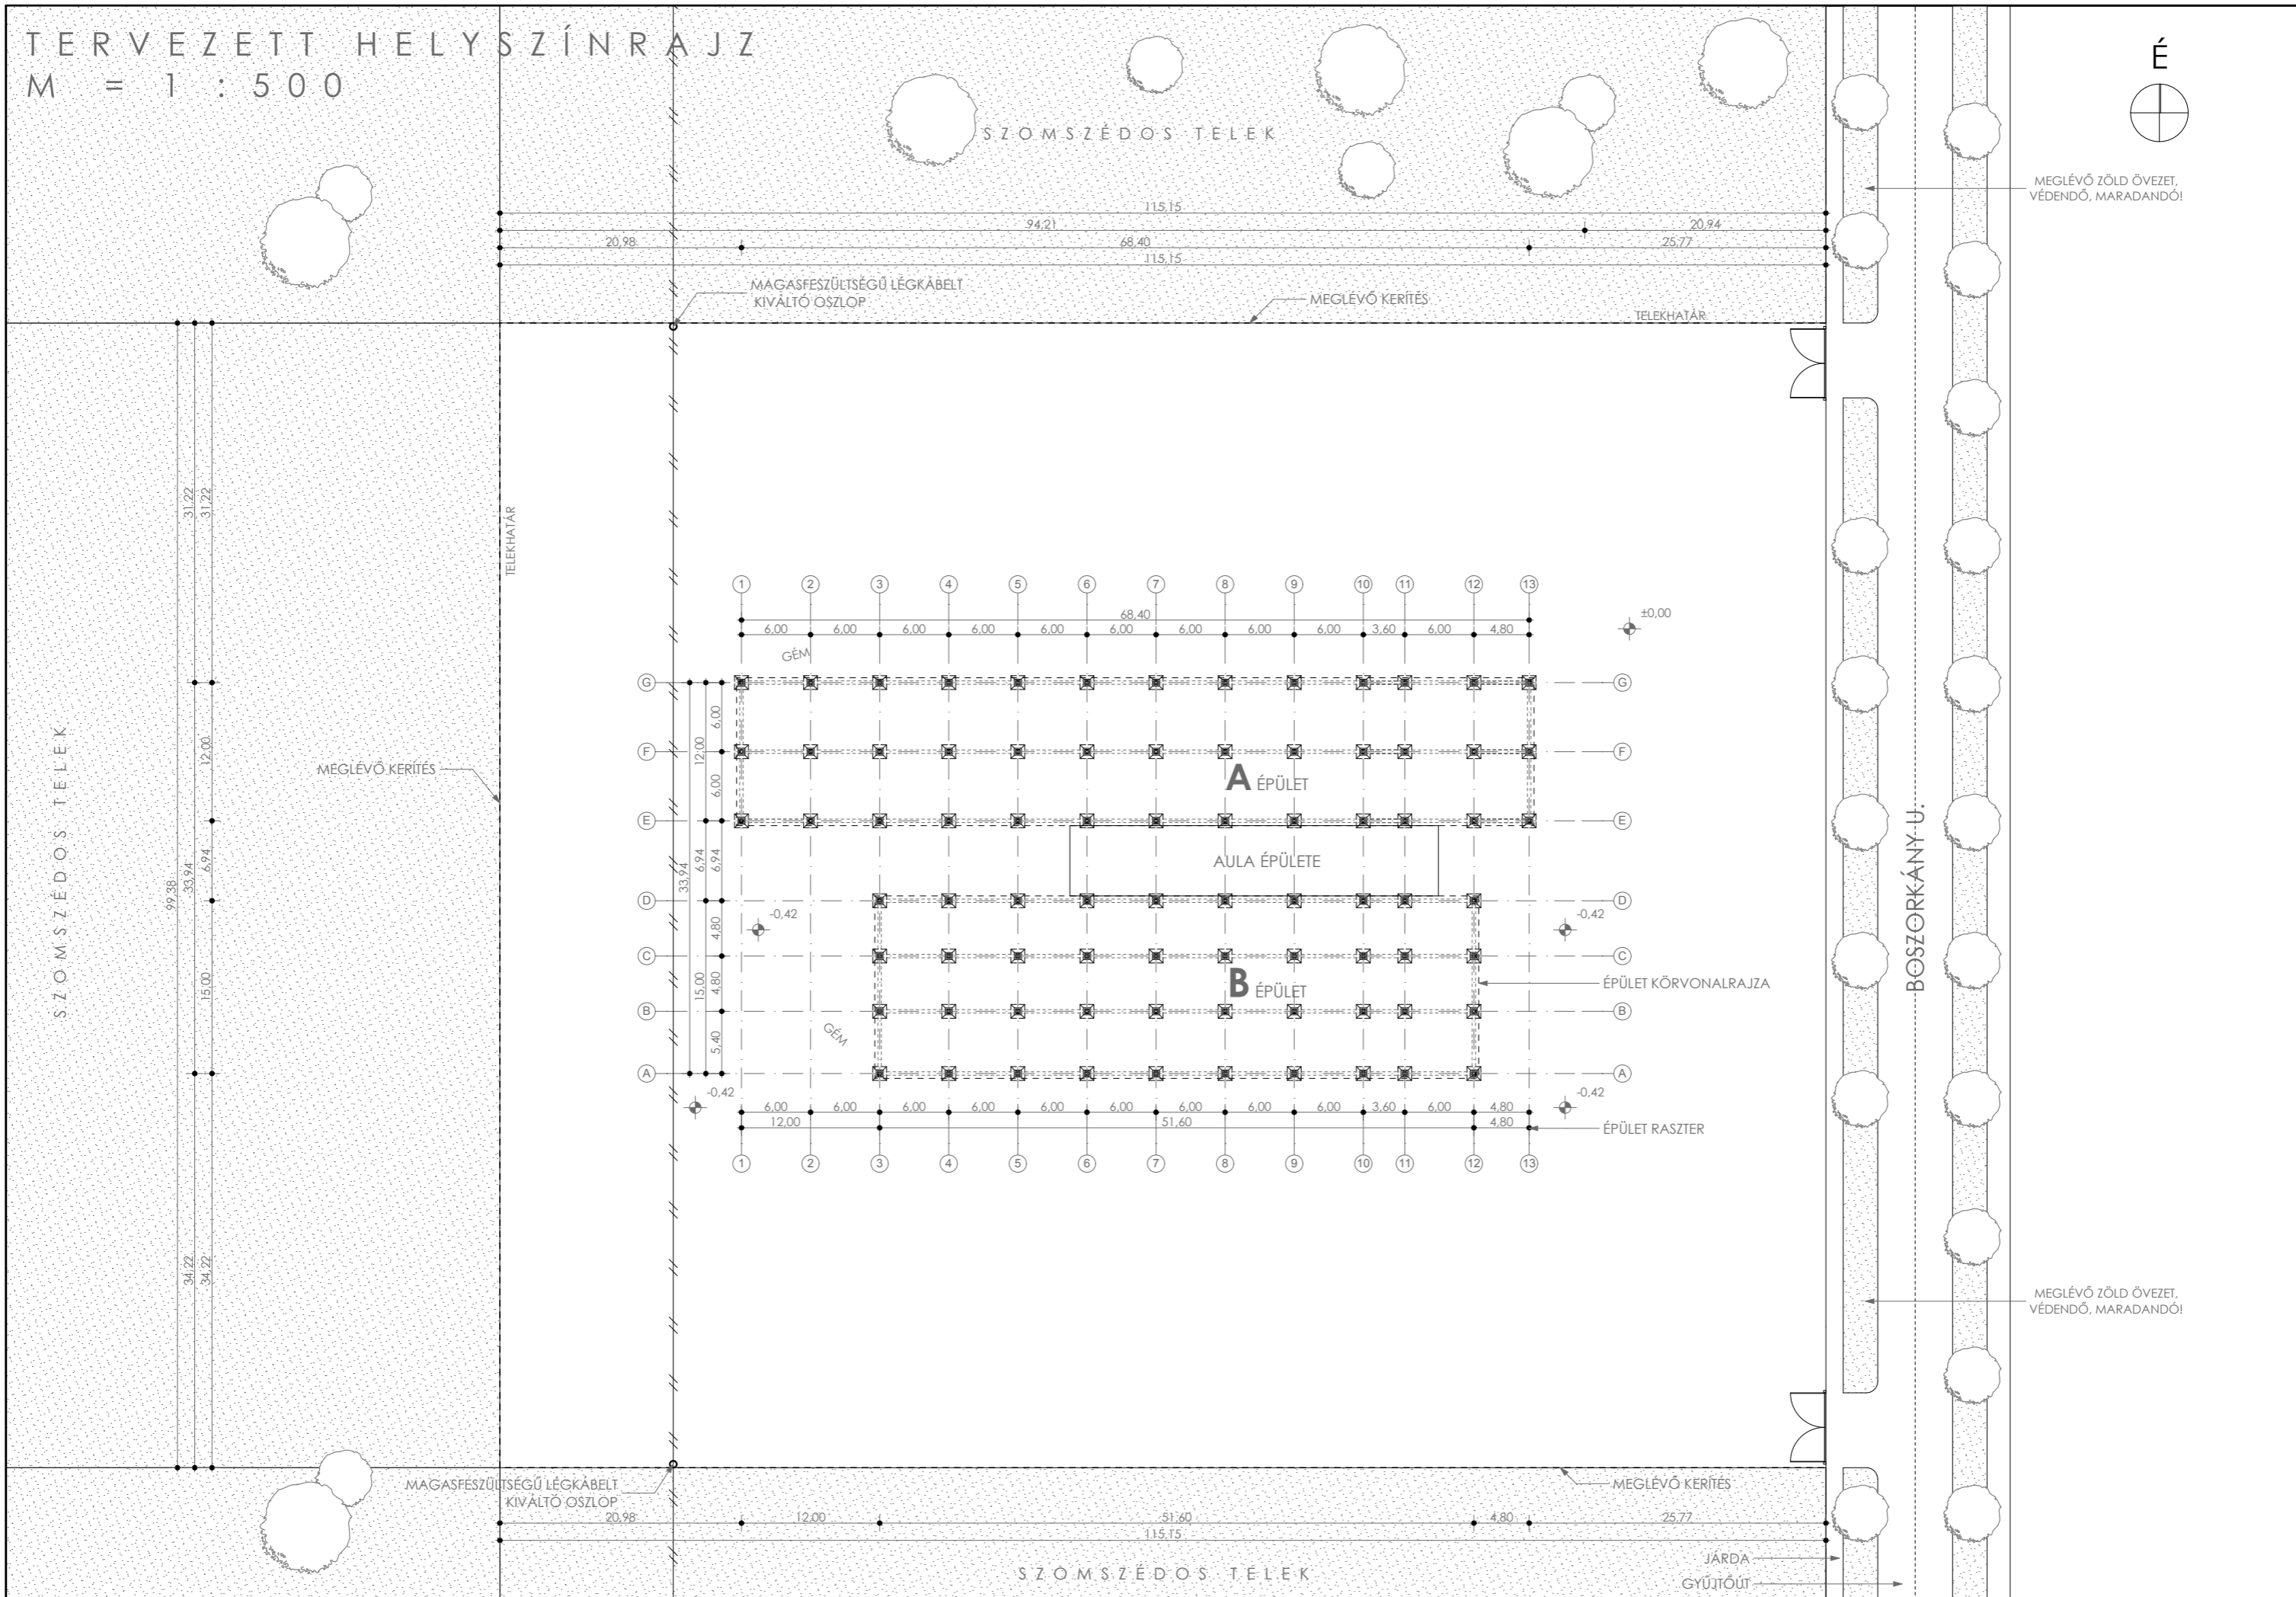 TERVEZETT HELYSZÍNRAJZ
M = 1 : 500
É
SZOMSZÉDOS TELEK
MEGLÉVŐ ZÖLD ÖVEZET,
VÉDENDŐ, MARADANDÓ!
115,15
94,21
20,94
20,98
68,40
25,77
115,15
MAGASFESZÜLTSÉGŰ LÉGKÁBELT
KIVÁLTÓ OSZLOP
MEGLÉVŐ KERÍTÉS
TELEKHATÁR
31,22
31,22
TELEKHATÁR
1 2 3 4 5 6 7 8 9 10 11 12 13
68,40
±0,00
6,00 6,00 6,00 6,00 6,00 6,00 6,00 6,00 6,00 3,60 6,00 4,80
GÉM
G
G
6,00
12,00
12,00
F
F
MEGLÉVŐ KERÍTÉS
SZOMSZÉDOS TELEK
A ÉPÜLET
6,00
E
E
6,94
99,38
33,94
33,94
6,94
6,94
AULA ÉPÜLETE
D
D
-0,42
-0,42
4,80
C
C
15,00
15,00
4,80
B ÉPÜLET
ÉPÜLET KÖRVONALRAJZA
BOSZORKÁNY U.
B
B
GÉM
5,40
A
A
-0,42
-0,42
6,00 6,00 6,00 6,00 6,00 6,00 6,00 6,00 6,00 3,60 6,00 4,80
12,00 51,60 4,80
ÉPÜLET RASZTER
1 2 3 4 5 6 7 8 9 10 11 12 13
34,22
34,22
MEGLÉVŐ ZÖLD ÖVEZET,
VÉDENDŐ, MARADANDÓ!
MAGASFESZÜLTSÉGŰ LÉGKÁBELT
KIVÁLTÓ OSZLOP
MEGLÉVŐ KERÍTÉS
20,98 12,00 51,60 4,80 25,77
115,15
SZOMSZÉDOS TELEK
JÁRDA
GYŰJTŐÚT